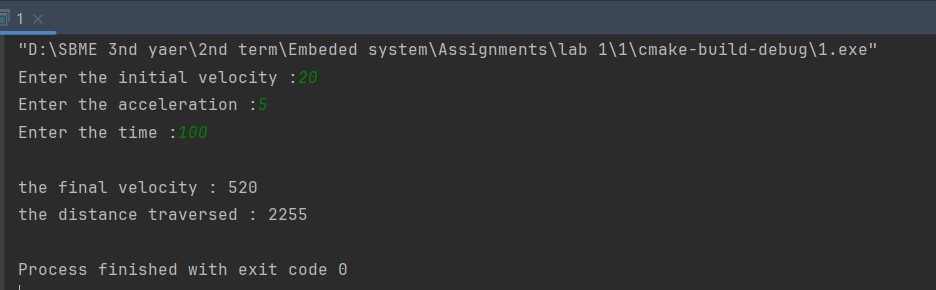 1
"D:\SBME 3nd yaer\2nd term\Embeded system\Assignments\lab 1\1\cmake-build-debug\1.exe"
Enter the initial velocity :20
Enter the acceleration :5
Enter the time :100
the final velocity : 520
the distance traversed : 2255
Process finished with exit code 0